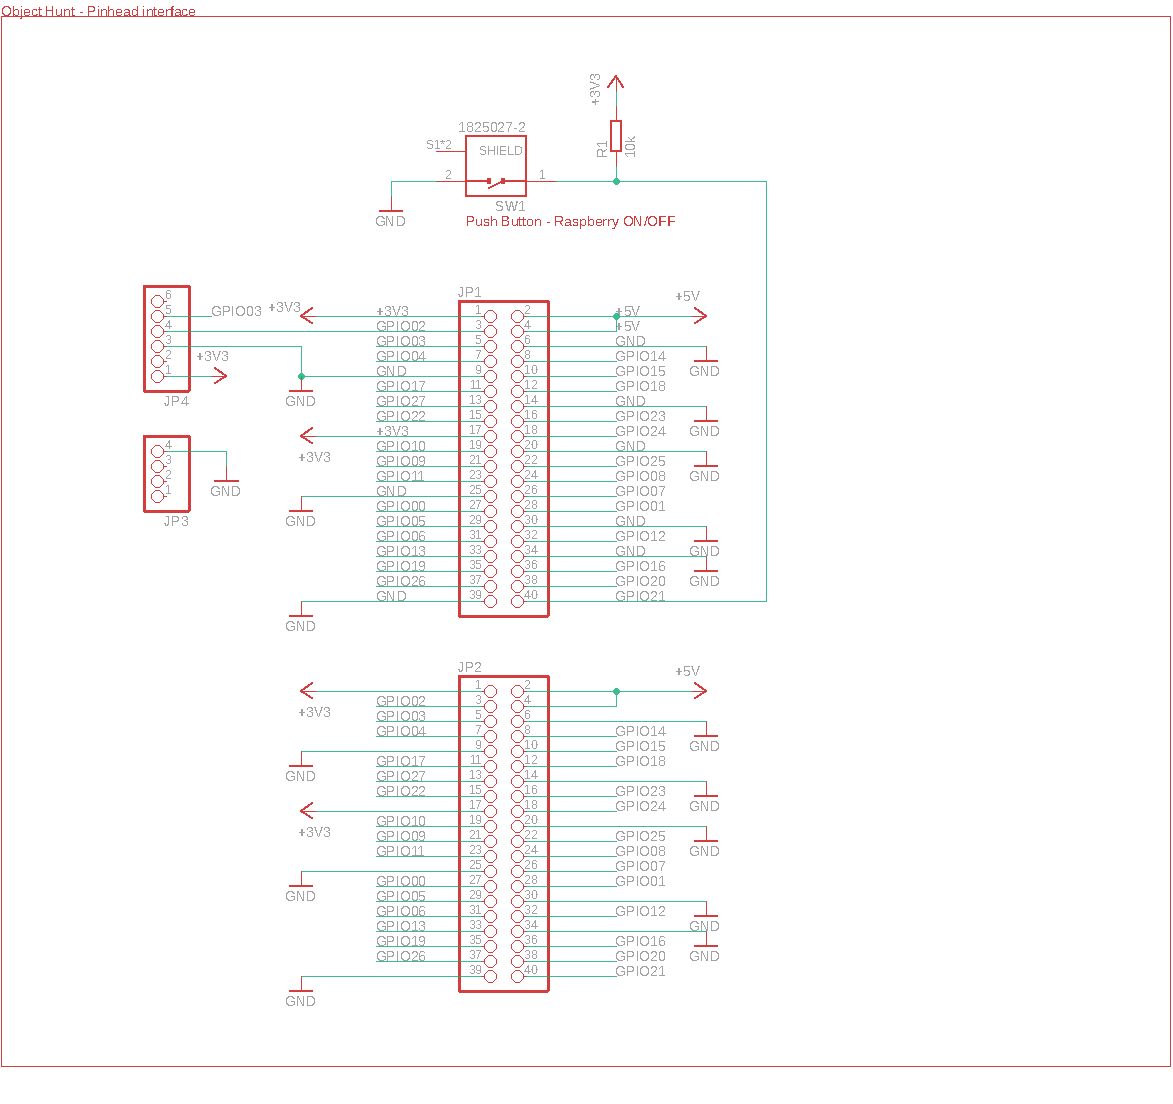 Object Hunt - Pinhead interface
+3V3
R1
10k
1825027-2
S1*2
SHIELD
2
1
SW1
GND
Push Button - Raspberry ON/OFF
JP4
6
5 GPIO03
4
3
2
1 +3V3
GND
JP3
4
3
2
1
GND
JP1
+3V3 +3V3 1 2 +5V +5V
GPIO02 3 4 +5V
GPIO03 5 6 GND
GPIO04 7 8 GPIO14 GND
GND 9 10 GPIO15
GPIO17 11 12 GPIO18
GPIO27 13 14 GND
GPIO22 15 16 GPIO23
+3V3 17 18 GPIO24 GND
+3V3
GPIO10 19 20 GND
GPIO09 21 22 GPIO25
GPIO11 23 24 GPIO08 GND
GND 25 26 GPIO07
GPIO00 27 28 GPIO01
GND GPIO05 29 30 GND
GPIO06 31 32 GPIO12
GPIO13 33 34 GND GND
GPIO19 35 36 GPIO16
GPIO26 37 38 GPIO20 GND
GND 39 40 GPIO21
GND
JP2
+5V
1 2
+3V3
GPIO02 3 4
GPIO03 5 6
GPIO04 7 8 GPIO14
9 10 GPIO15 GND
GPIO17 11 12 GPIO18
GND
GPIO27 13 14
GPIO22 15 16 GPIO23
17 18 GPIO24 GND
+3V3
GPIO10 19 20
GPIO09 21 22 GPIO25
GPIO11 23 24 GPIO08 GND
25 26 GPIO07
GPIO00 27 28 GPIO01
GND GPIO05 29 30
GPIO06 31 32 GPIO12
GPIO13 33 34 GND
GPIO19 35 36 GPIO16
GPIO26 37 38 GPIO20 GND
39 40 GPIO21
GND